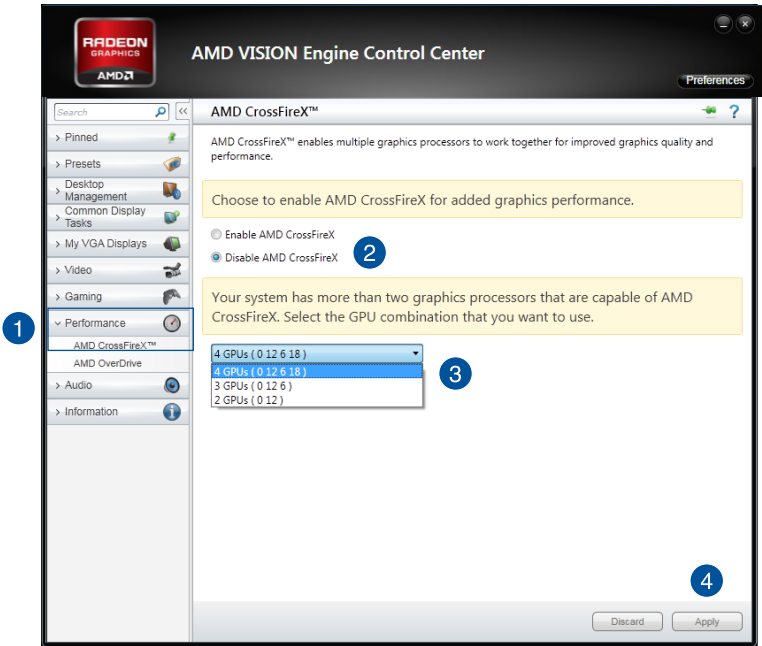 RADEON
GRAPHICS
AMD
AMD VISION Engine Control Center
Preferences
Search
<<
AMD CrossFireX™
?
> Pinned
> Presets
> Desktop
Management
> Common Display
Tasks
> My VGA Displays
> Video
> Gaming
1
Performance
AMD CrossFireX™
AMD OverDrive
> Audio
> Information
AMD CrossFireX™ enables multiple graphics processors to work together for improved graphics quality and
performance.
Choose to enable AMD CrossFireX for added graphics performance.
Enable AMD CrossFireX
Disable AMD CrossFireX
2
Your system has more than two graphics processors that are capable of AMD
CrossFireX. Select the GPU combination that you want to use.
4 GPUs ( 0 12 6 18 )
4 GPUs ( 0 12 6 18 )
3 GPUs ( 0 12 6 )
2 GPUs ( 0 12 )
3
4
Discard
Apply